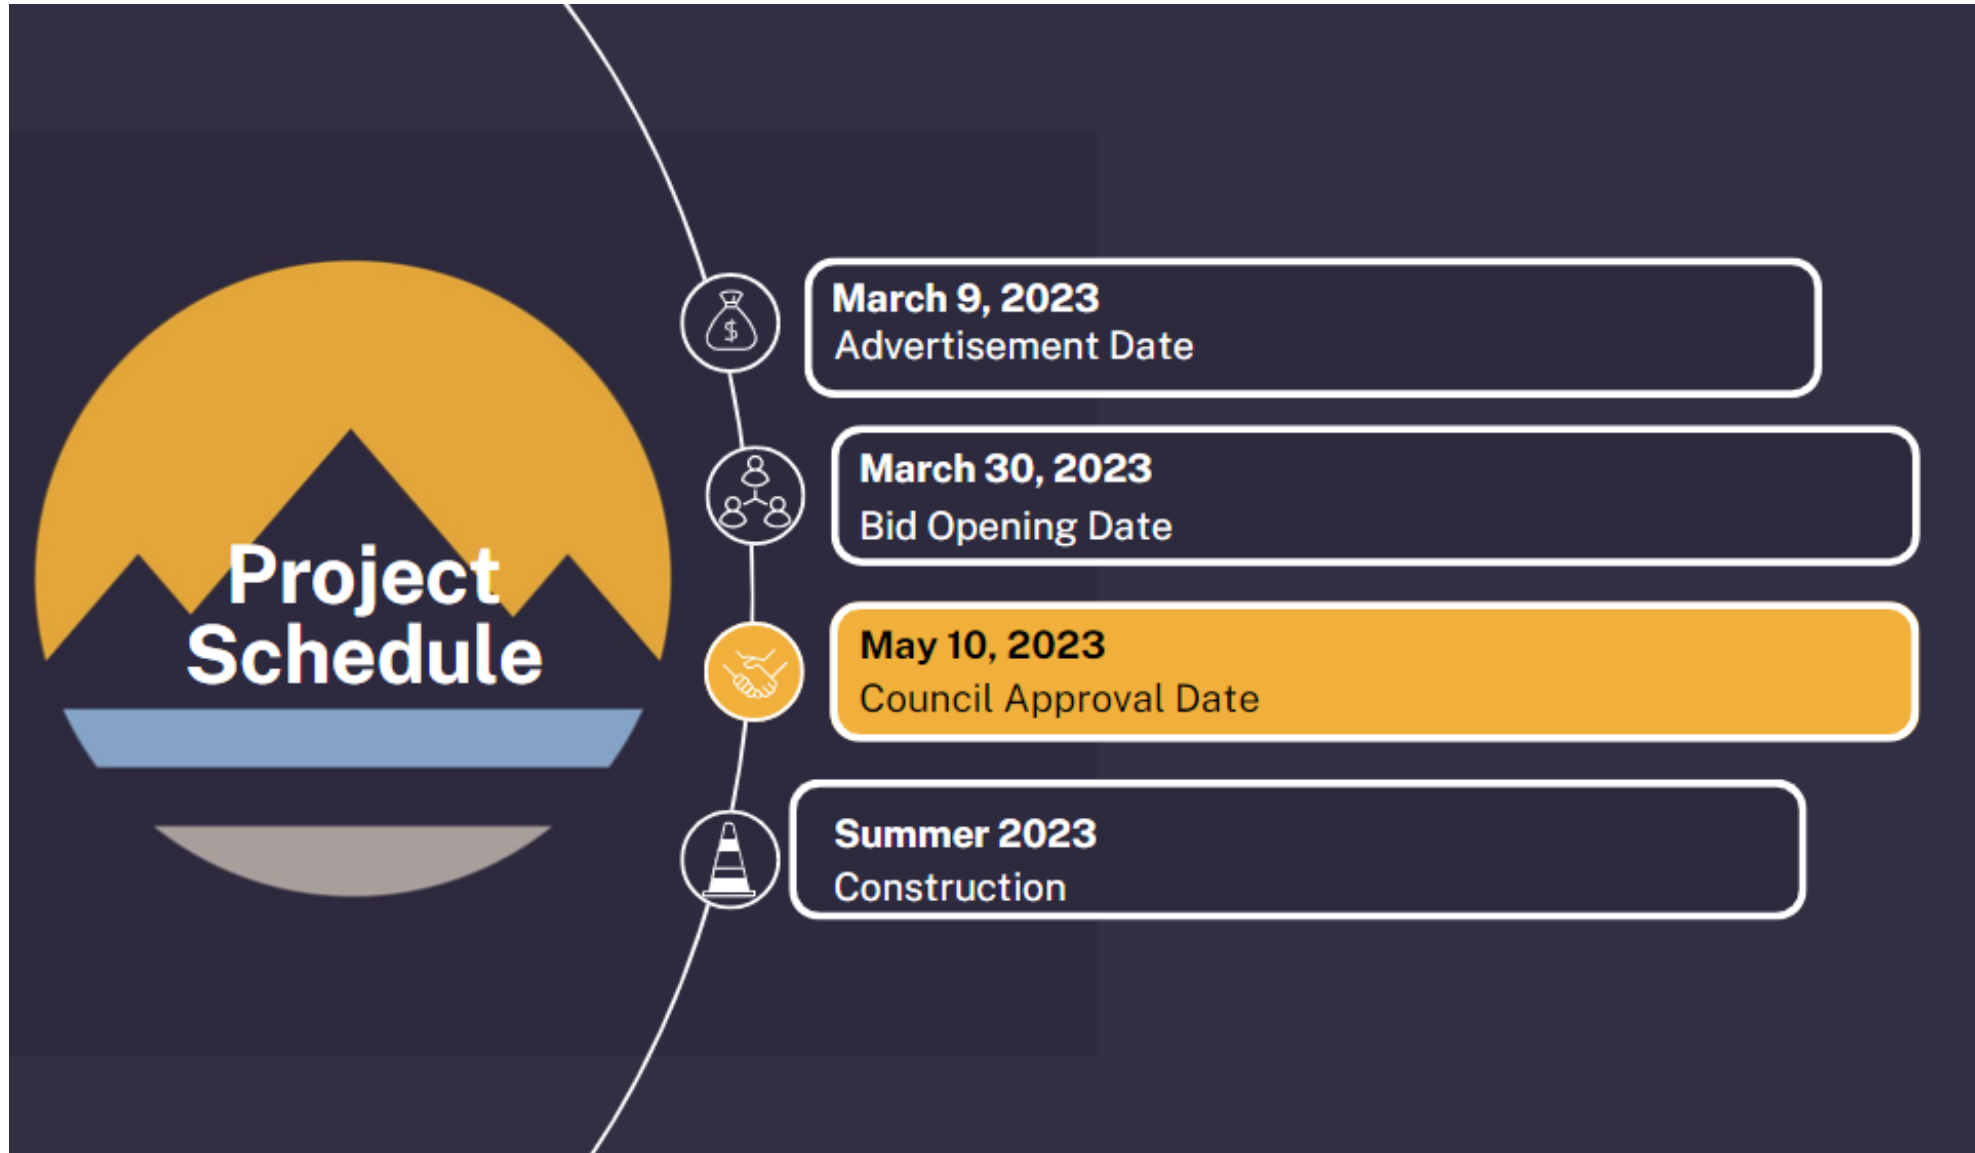 Project
Schedule
March 9, 2023
Advertisement Date
March 30, 2023
Bid Opening Date
May 10, 2023
Council Approval Date
Summer 2023
Construction
$